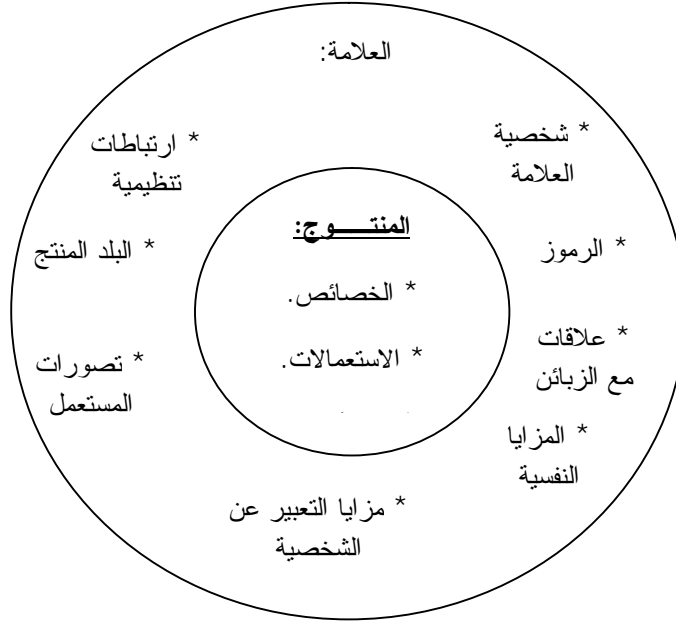 العلامة:
* شخصية
العلامة
* ارتباطات
تنظيمية
المنتــــوج:
* الرموز
* البلد المنتج
* الخصائص.
* علاقات
مع الزبائن
* الاستعمالات.
* تصورات
المستعمل
* المزايا
النفسية
* مزايا التعبير عن
الشخصية